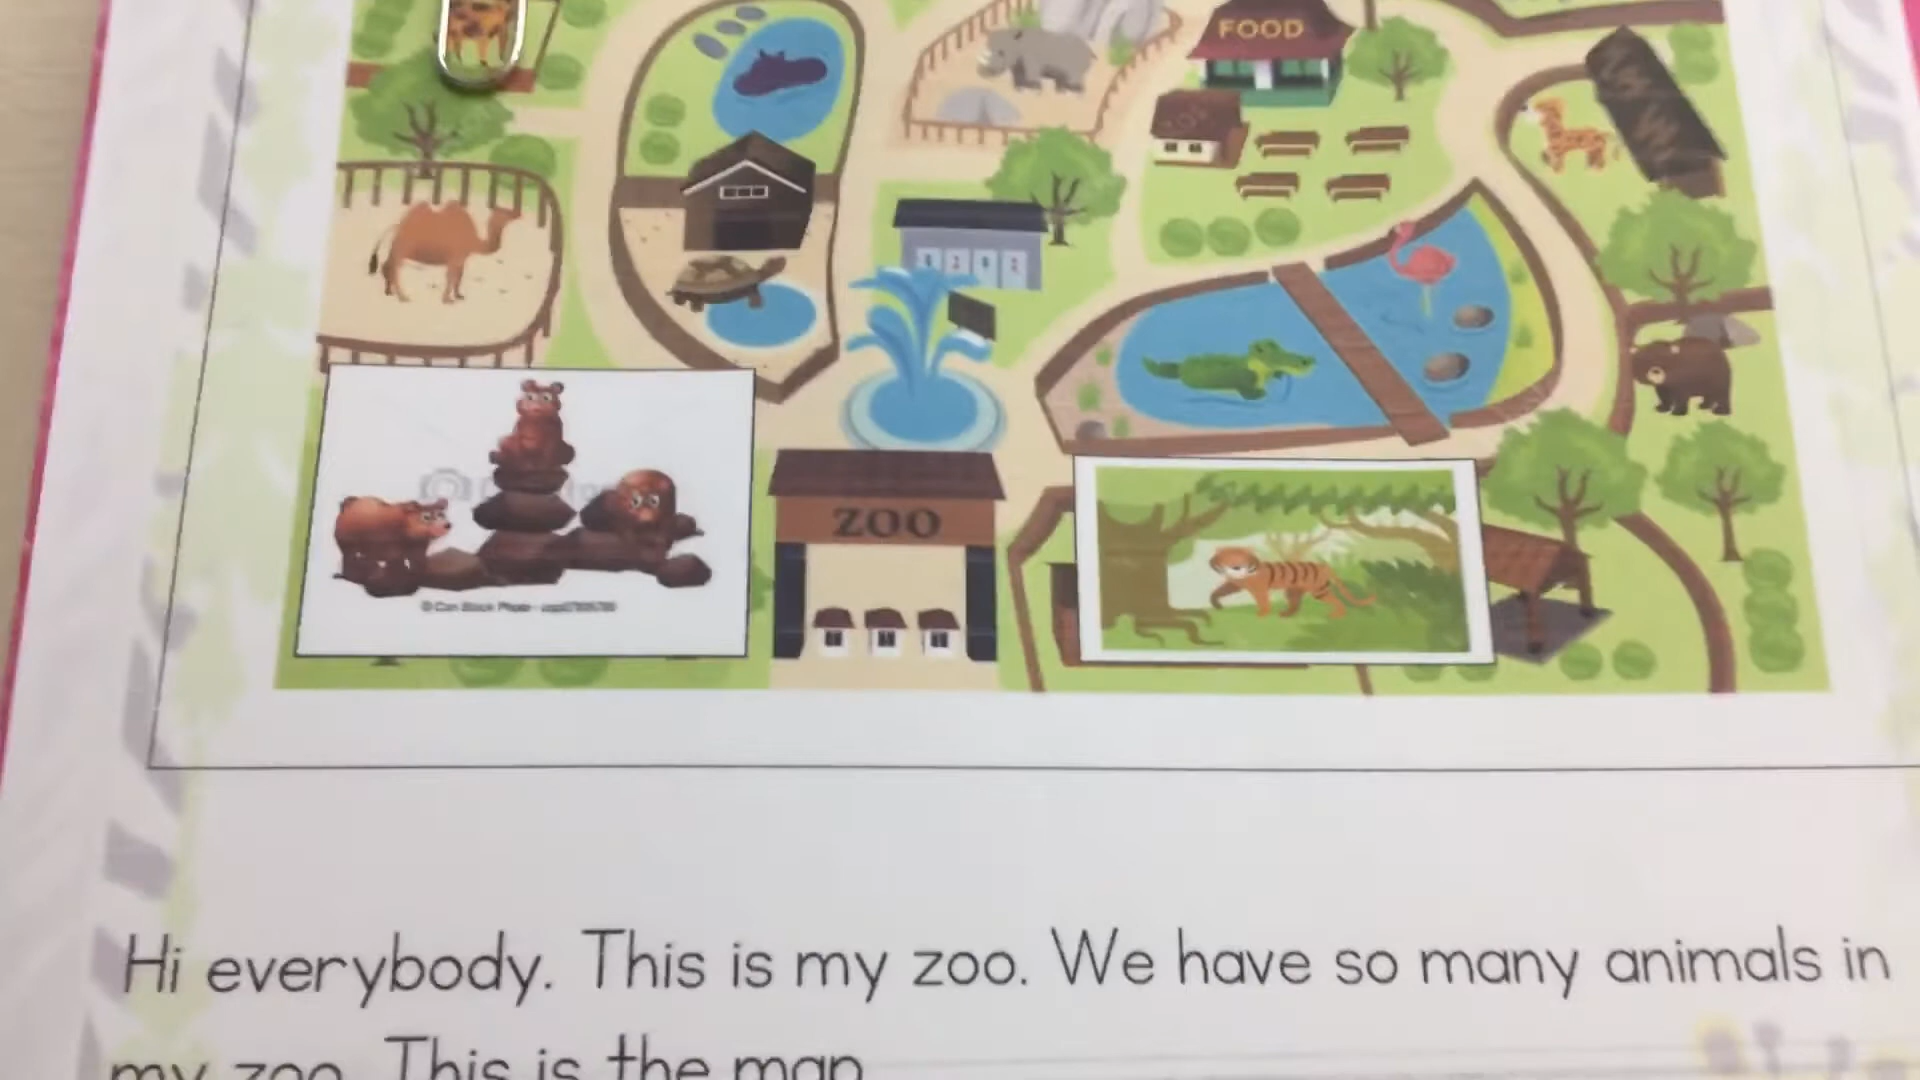 FOOD
ZOO
Hi everybody. This is my zoo. We have so many animals in
my zoo. This is the map